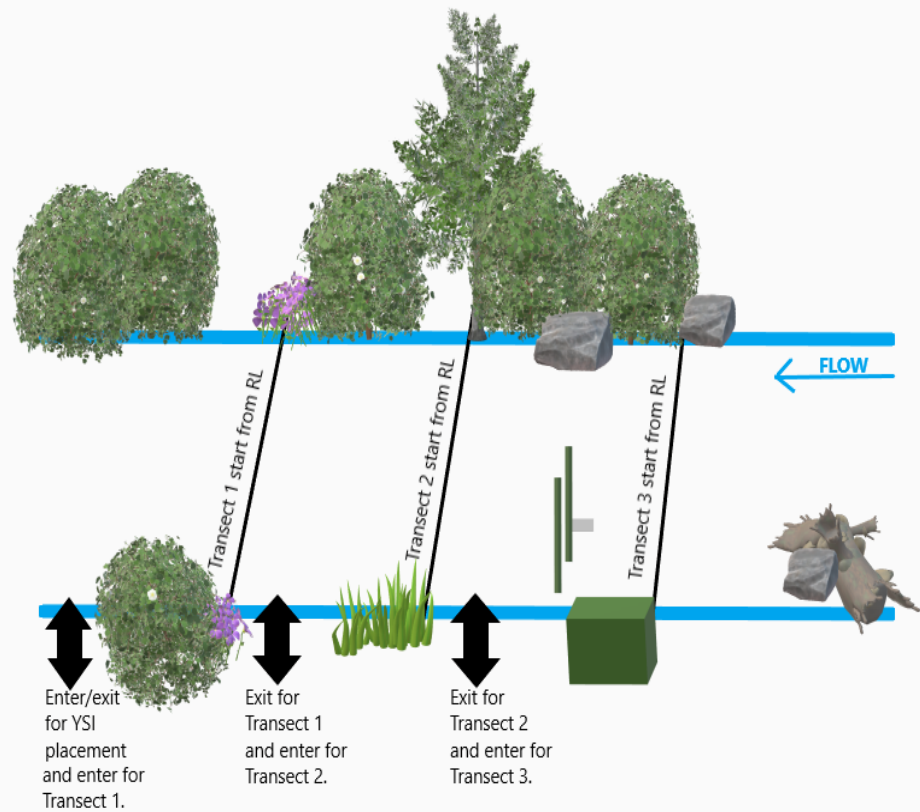 FLOW
Transect 1 start from RL
Transect 2 start from RL
Transect 3 start from RL
Enter/exit
for YSI
placement
and enter for
Transect 1.
Exit for
Transect 1
and enter for
Transect 2.
Exit for
Transect 2
and enter for
Transect 3.